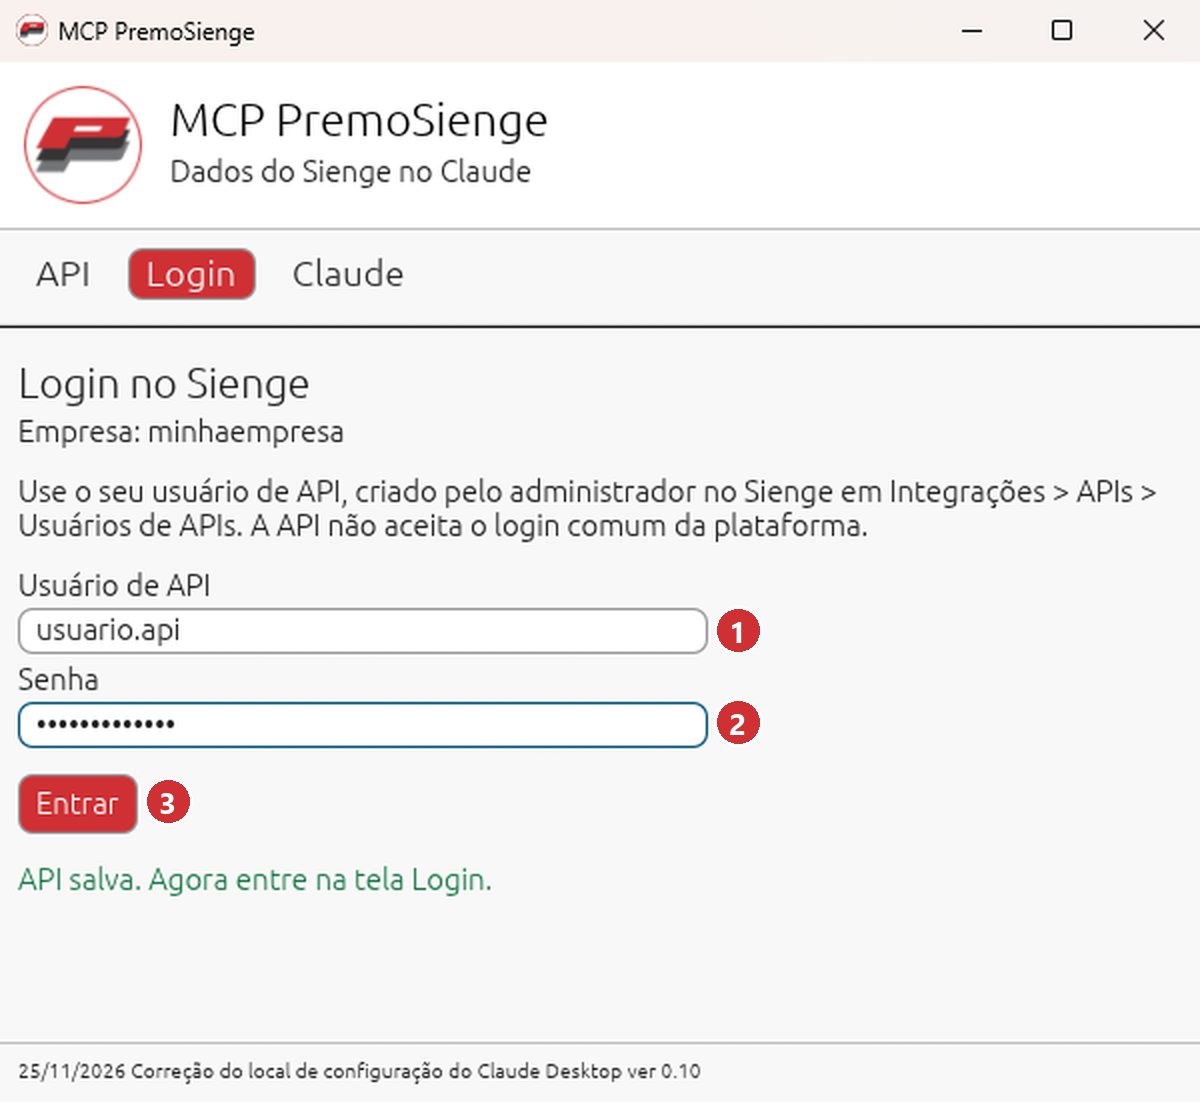 MCP PremoSienge
MCP PremoSienge
Dados do Sienge no Claude
API Login Claude
Login no Sienge
Empresa: minhaempresa
Use o seu usuário de API, criado pelo administrador no Sienge em Integrações > APIs >
Usuários de APIs. A API não aceita o login comum da plataforma.
Usuário de API
usuario.api 1
Senha
••••••••••••• 2
Entrar 3
API salva. Agora entre na tela Login.
25/11/2026 Correção do local de configuração do Claude Desktop ver 0.10